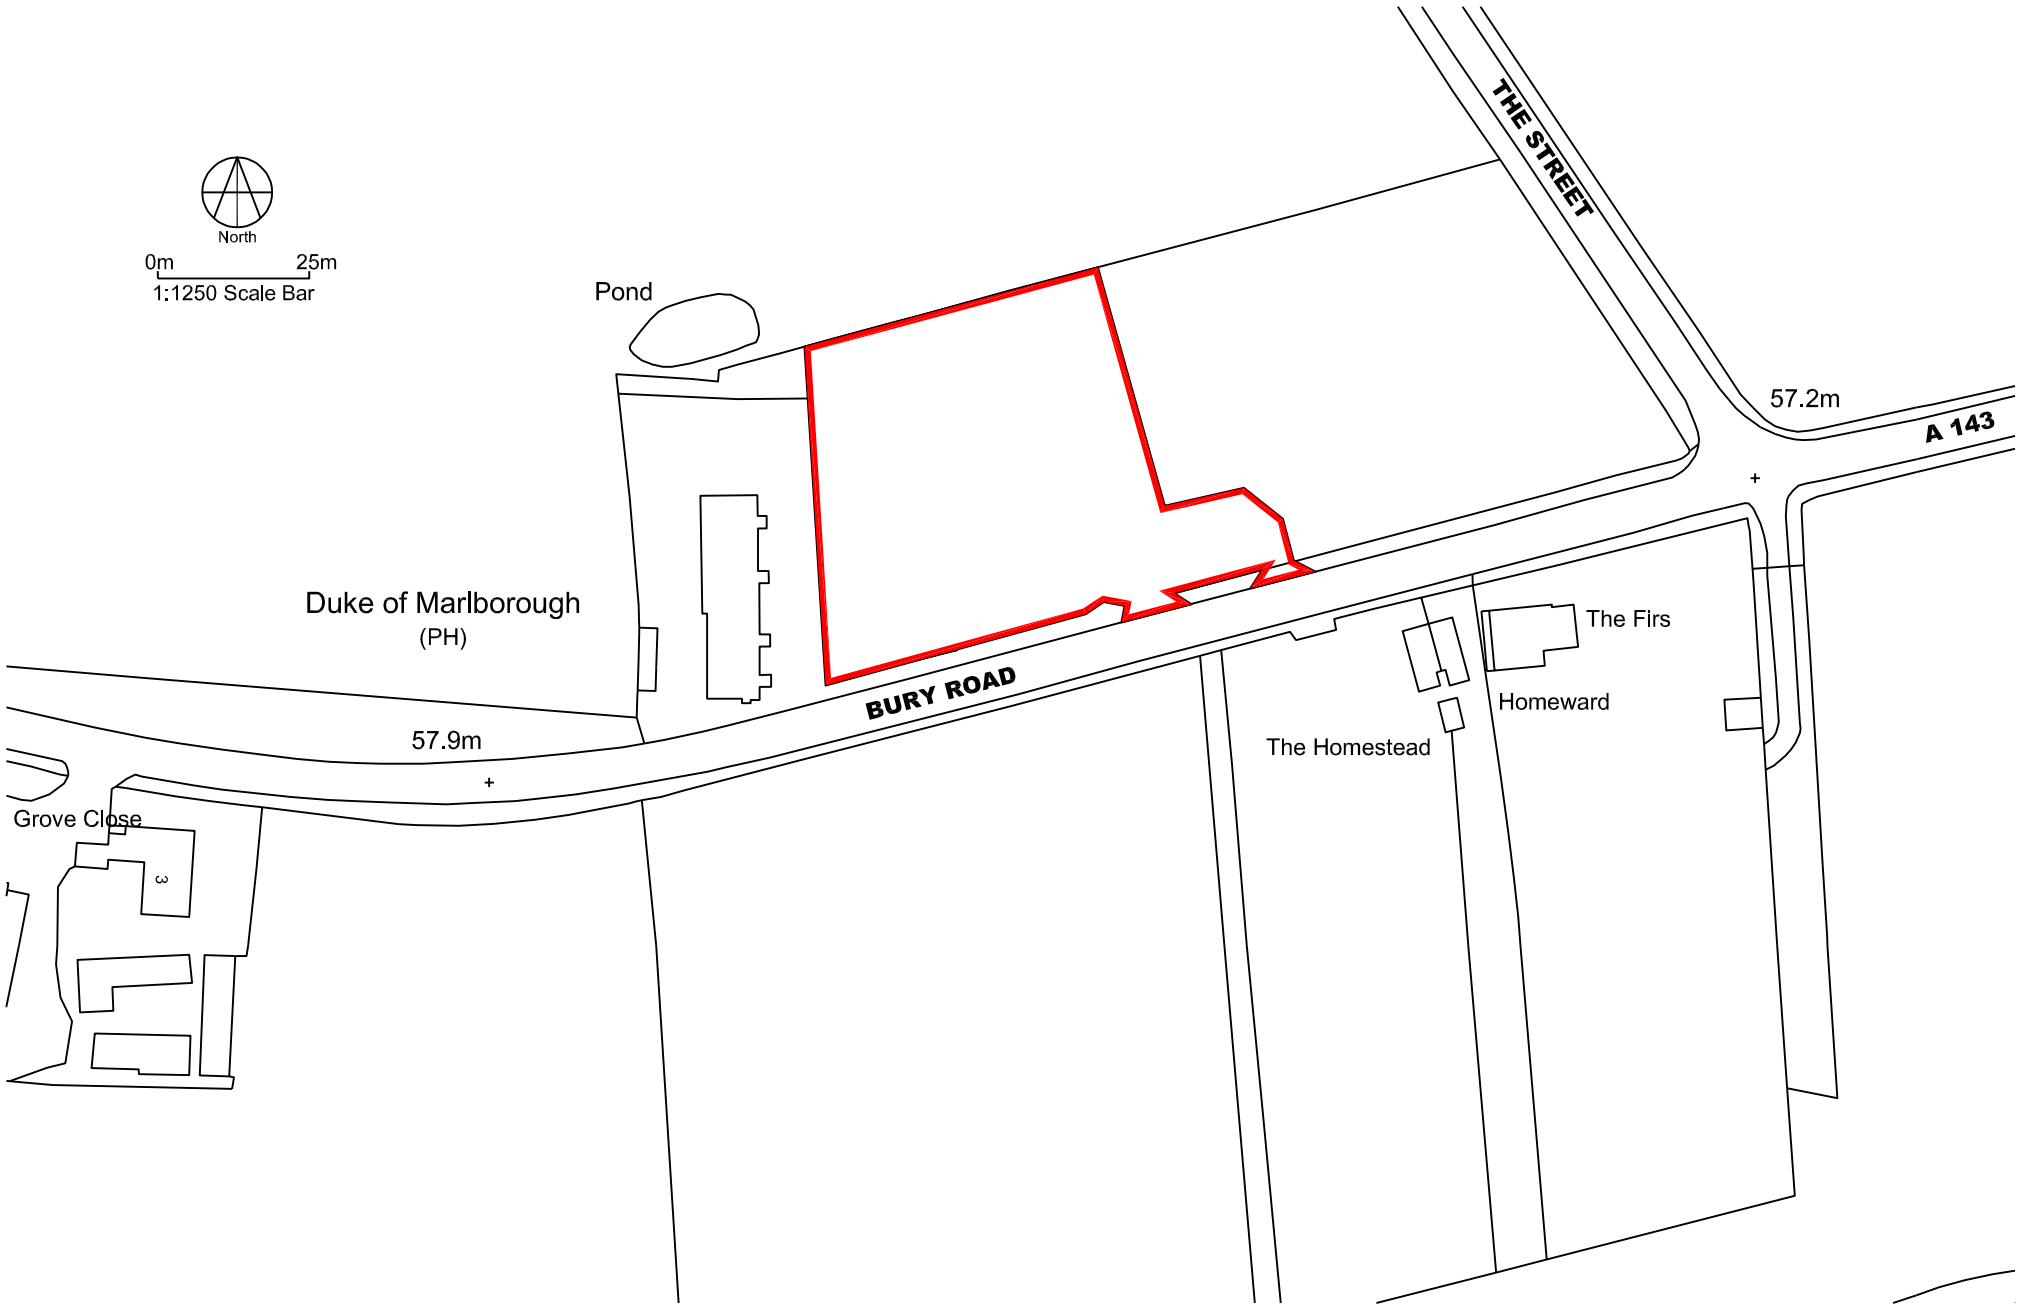 THE STREET
North
0m 25m
1:1250 Scale Bar
Pond
57.2m
A 143
Duke of Marlborough
(PH)
The Firs
BURY ROAD
Homeward
57.9m
The Homestead
Grove Close
3